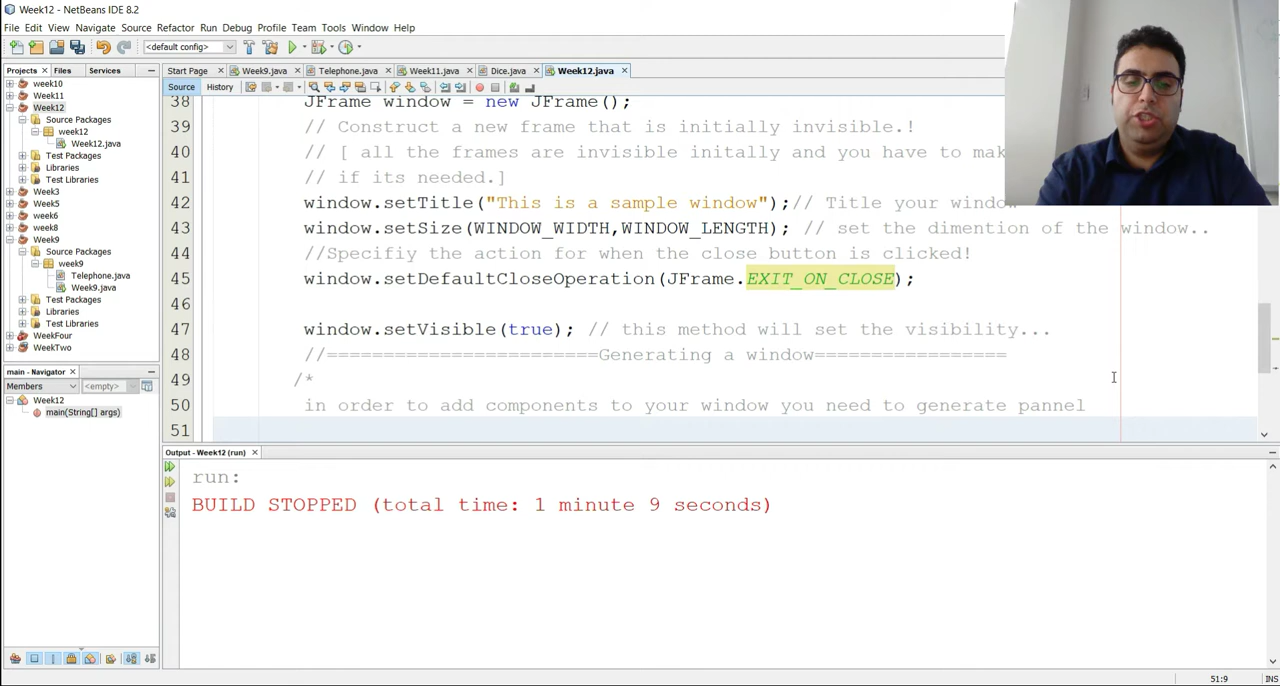 Week12 - NetBeans IDE 8.2
File Edit View Navigate Source Refactor Run Debug Profile Team Tools Window Help
<default config>
Projects Files Services
Start Page Week9.java Telephone.java Week11.java Dice.java Week12.java
Source History
week10
Week11
Week12
Source Packages
week12
Week12.java
Test Packages
Libraries
Test Libraries
Week3
Week5
week6
week8
Week9
Source Packages
week9
Telephone.java
Week9.java
Test Packages
Libraries
Test Libraries
WeekFour
WeekTwo
main - Navigator
Members <empty>
Week12
main(String[] args)
38 JFrame window = new JFrame();
39 // Construct a new frame that is initially invisible.!
40 // [ all the frames are invisible initally and you have to mak
41 // if its needed.]
42 window.setTitle("This is a sample window");// Title your window
43 window.setSize(WINDOW_WIDTH,WINDOW_LENGTH); // set the dimention of the window..
44 //Specifiy the action for when the close button is clicked!
45 window.setDefaultCloseOperation(JFrame.EXIT_ON_CLOSE);
46
47 window.setVisible(true); // this method will set the visibility...
48 //========================Generating a window=================
49 /*
50 in order to add components to your window you need to generate pannel
51
Output - Week12 (run)
run:
BUILD STOPPED (total time: 1 minute 9 seconds)
51:9 INS